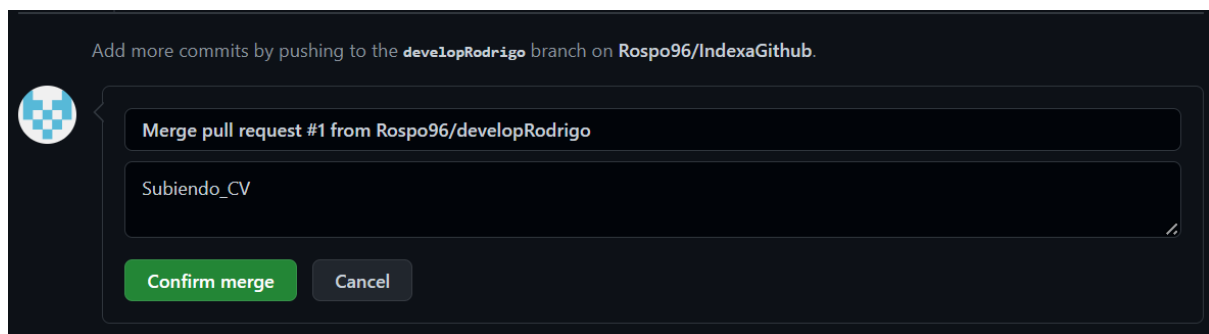 Add more commits by pushing to the developRodrigo branch on Rospo96/IndexaGithub.
Merge pull request #1 from Rospo96/developRodrigo
Subiendo_CV
Confirm merge Cancel